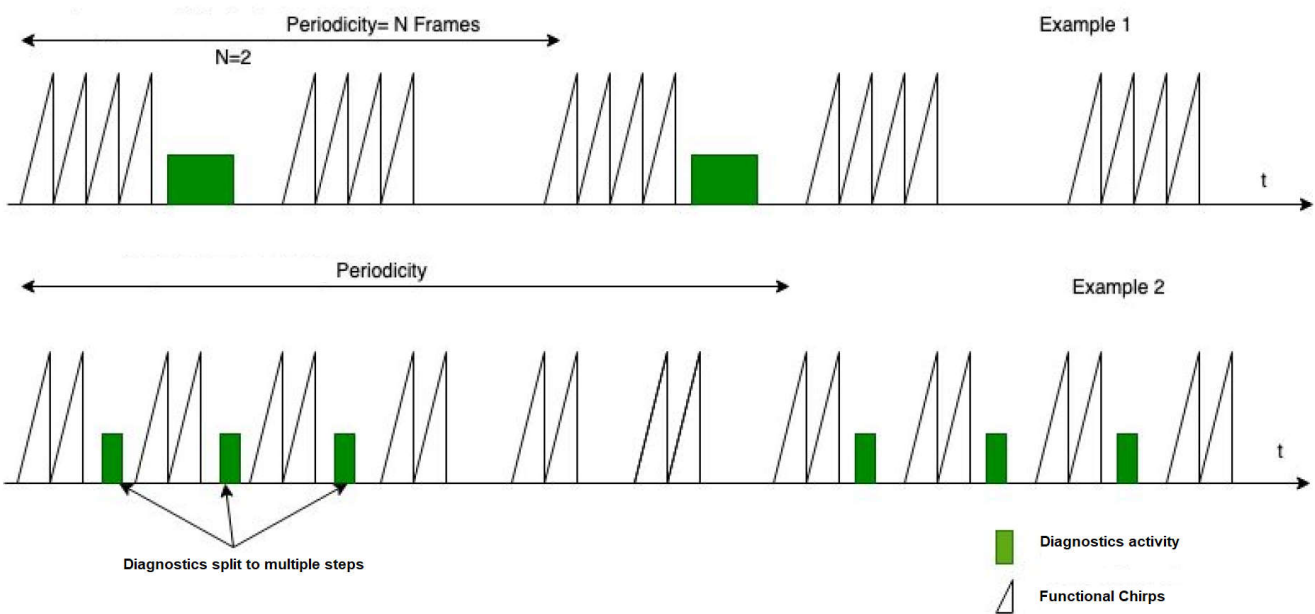 Periodicity= N Frames
Example 1
N=2
t
Periodicity
Example 2
t
Diagnostics split to multiple steps
Diagnostics activity
Functional Chirps